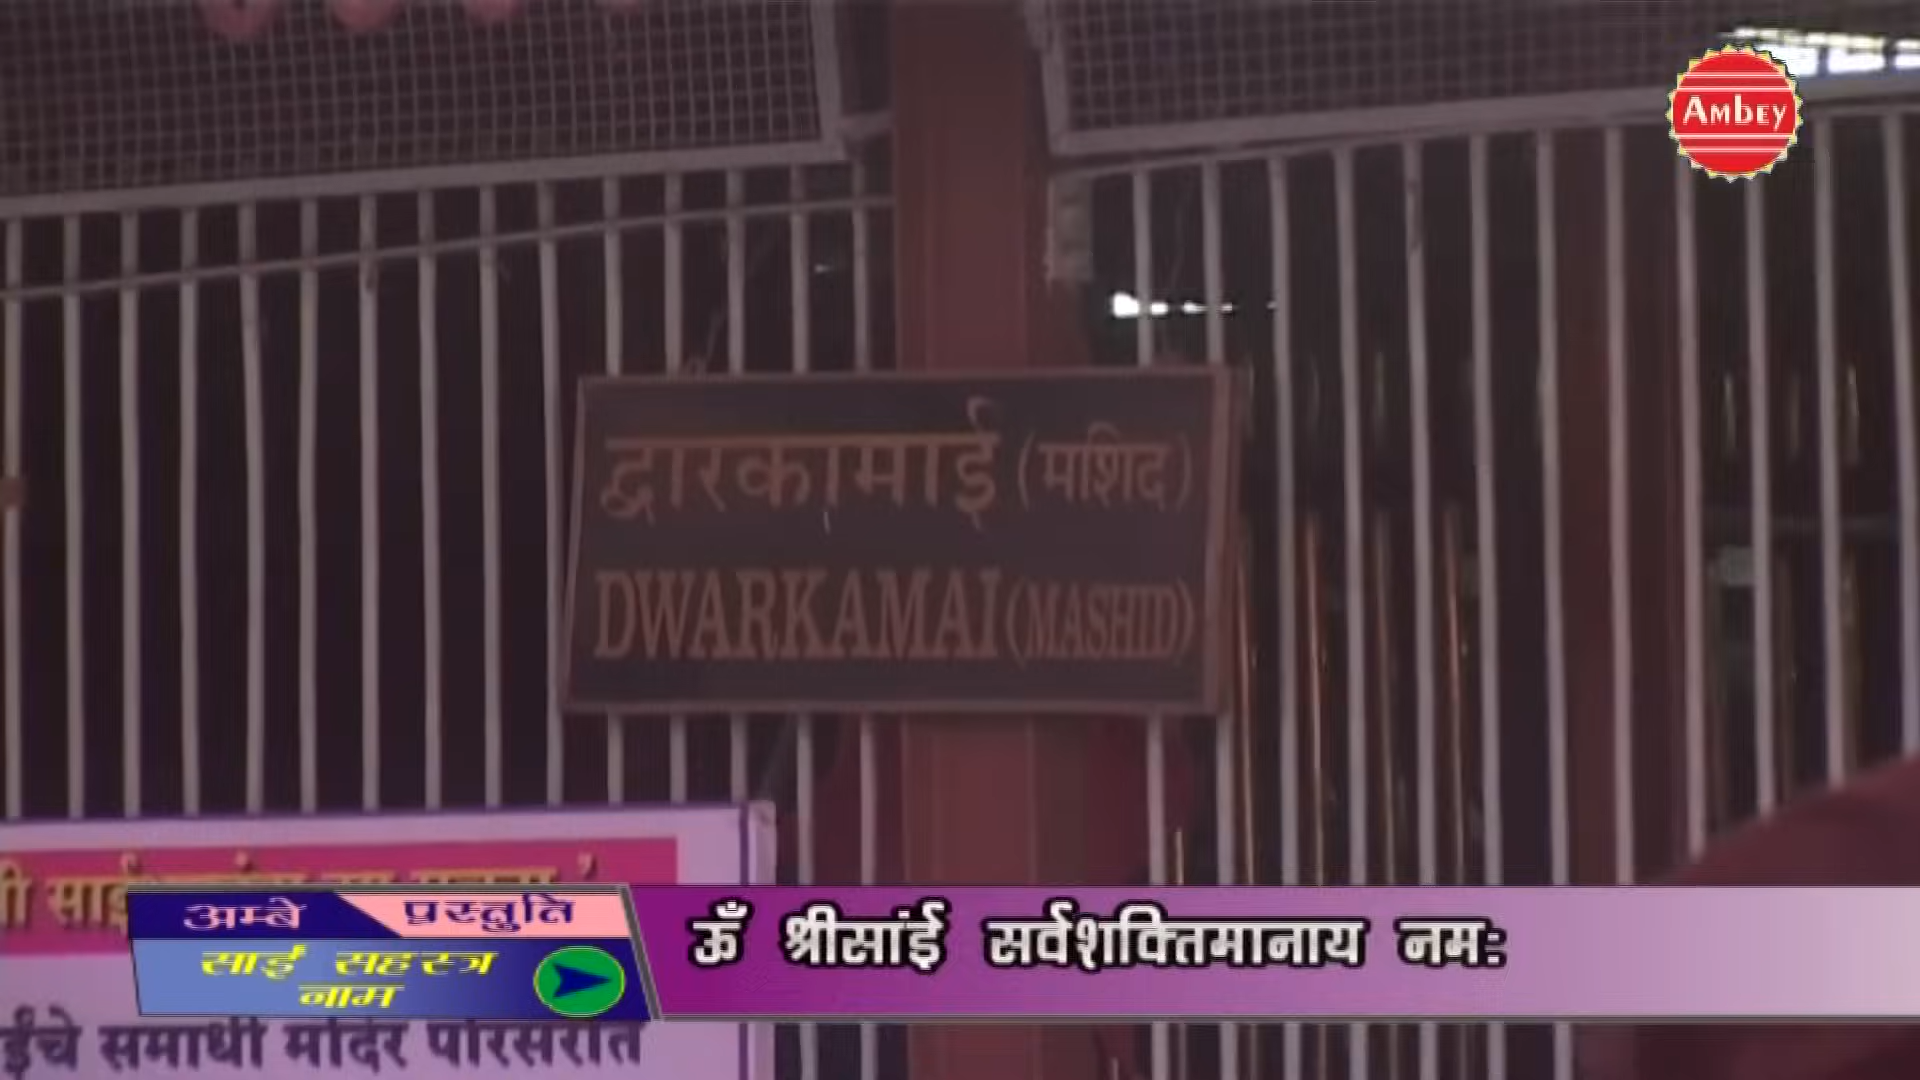 AMBEY
द्वारकामाई (मशिद)
DWARKAMAI (MASHID)
अम्बे प्रस्तुति
साईं सहस्त्र
नाम
ॐ श्रीसांई सर्वशक्तिमानाय नमः
समाधी मंदिर परिसरात